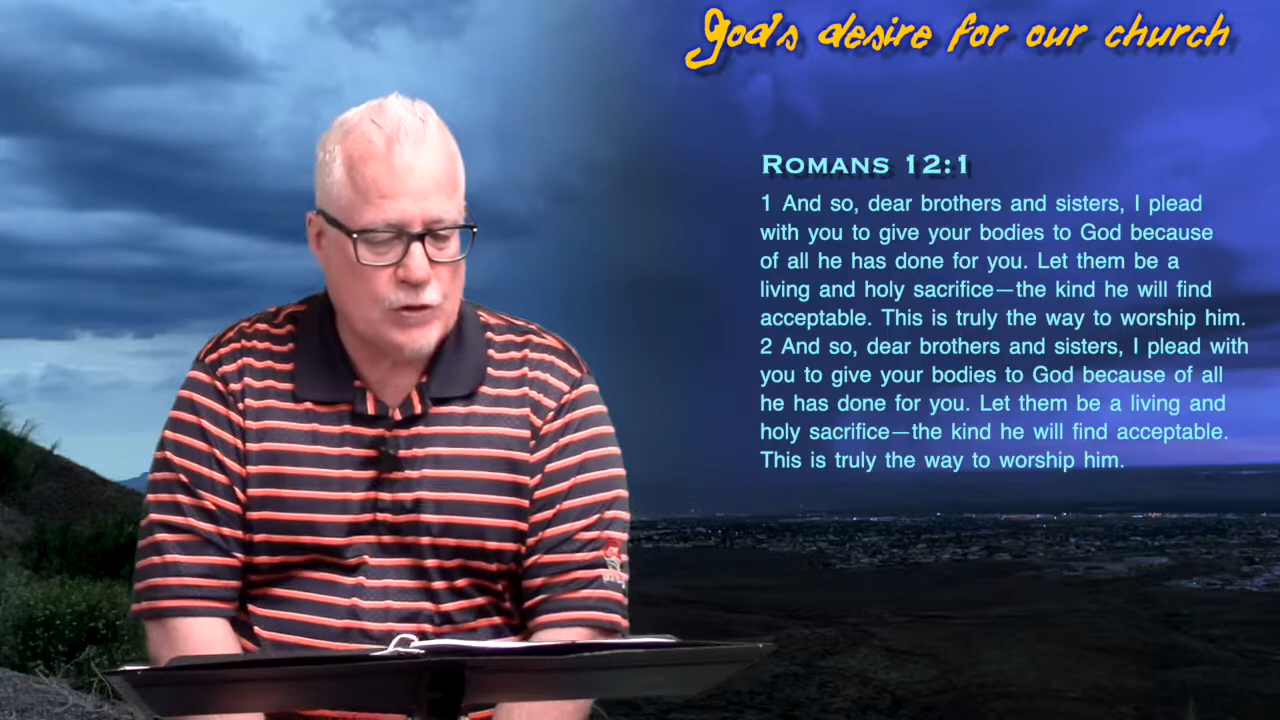 God's desire for our church
Romans 12:1
1 And so, dear brothers and sisters, I plead
with you to give your bodies to God because
of all he has done for you. Let them be a
living and holy sacrifice—the kind he will find
acceptable. This is truly the way to worship him.
2 And so, dear brothers and sisters, I plead with
you to give your bodies to God because of all
he has done for you. Let them be a living and
holy sacrifice—the kind he will find acceptable.
This is truly the way to worship him.